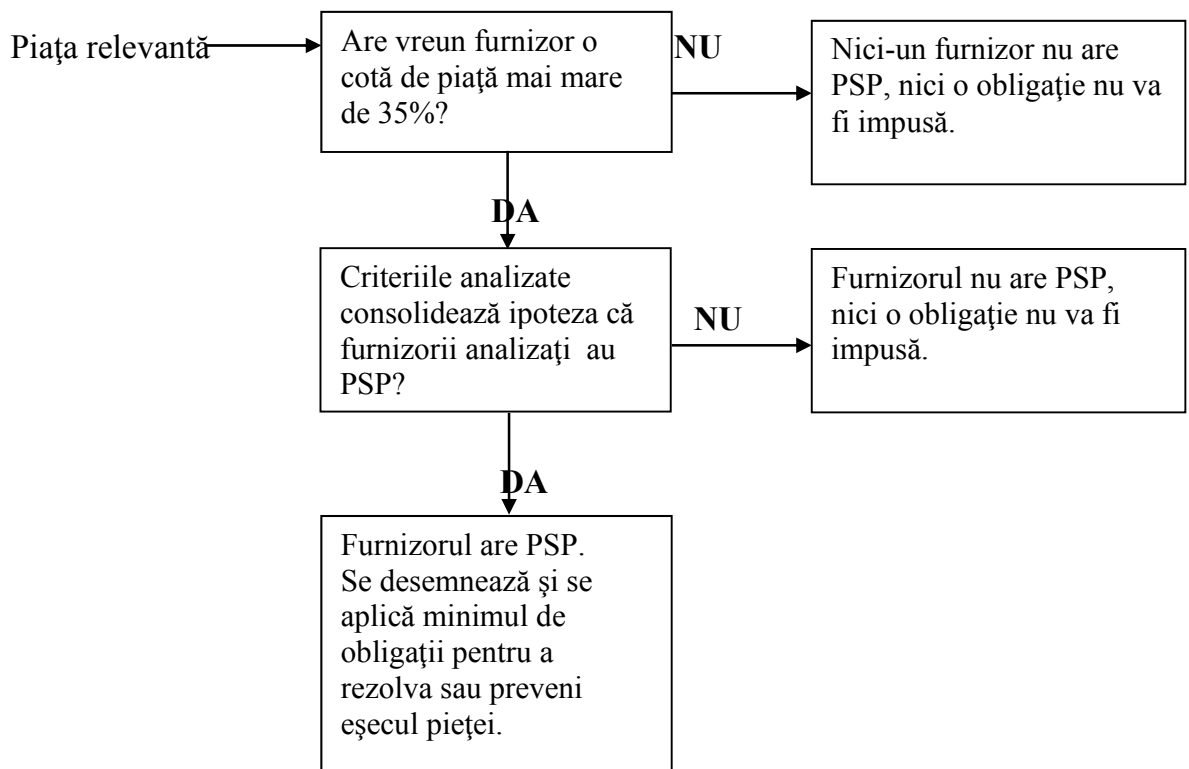 Piaţa relevantă
Are vreun furnizor o
cotă de piaţă mai mare
de 35%?
NU
Nici-un furnizor nu are
PSP, nici o obligaţie nu va
fi impusă.
DA
Criteriile analizate
consolidează ipoteza că
furnizorii analizaţi au
PSP?
NU
Furnizorul nu are PSP,
nici o obligaţie nu va fi
impusă.
DA
Furnizorul are PSP.
Se desemnează şi se
aplică minimul de
obligaţii pentru a
rezolva sau preveni
eşecul pieţei.